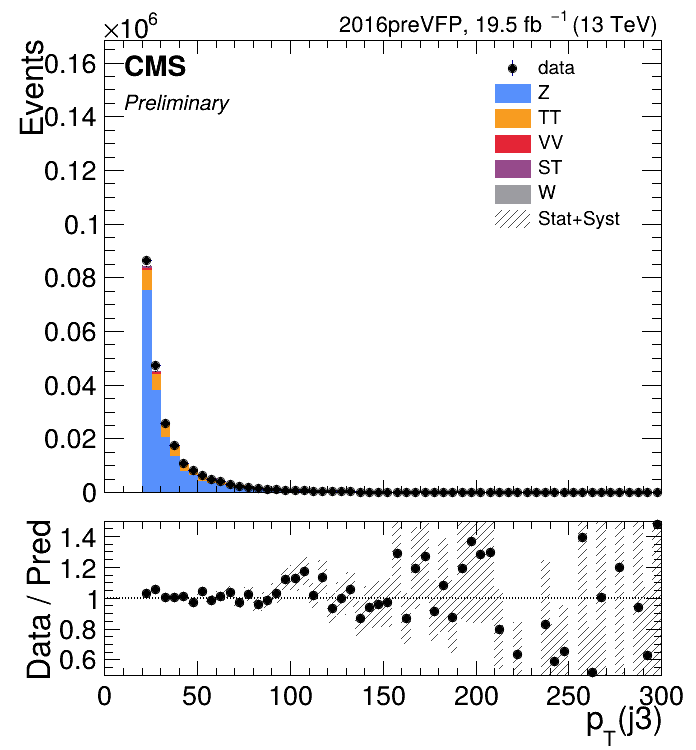 ×10⁶
2016preVFP, 19.5 fb ⁻¹ (13 TeV)
Events
CMS
Preliminary
data
Z
TT
VV
ST
W
Stat+Syst
0.16
0.14
0.12
0.1
0.08
0.06
0.04
0.02
0
Data / Pred
1.4
1.2
1
0.8
0.6
0 50 100 150 200 250 300
p_T(j3)